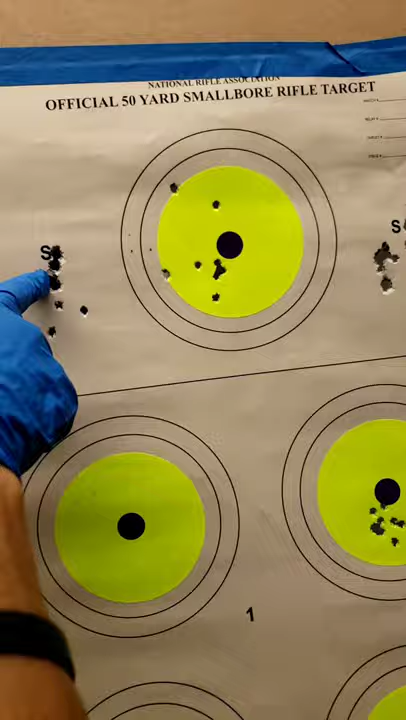 NATIONAL RIFLE ASSOCIATION
OFFICIAL 50 YARD SMALLBORE RIFLE TARGET
S
S
1